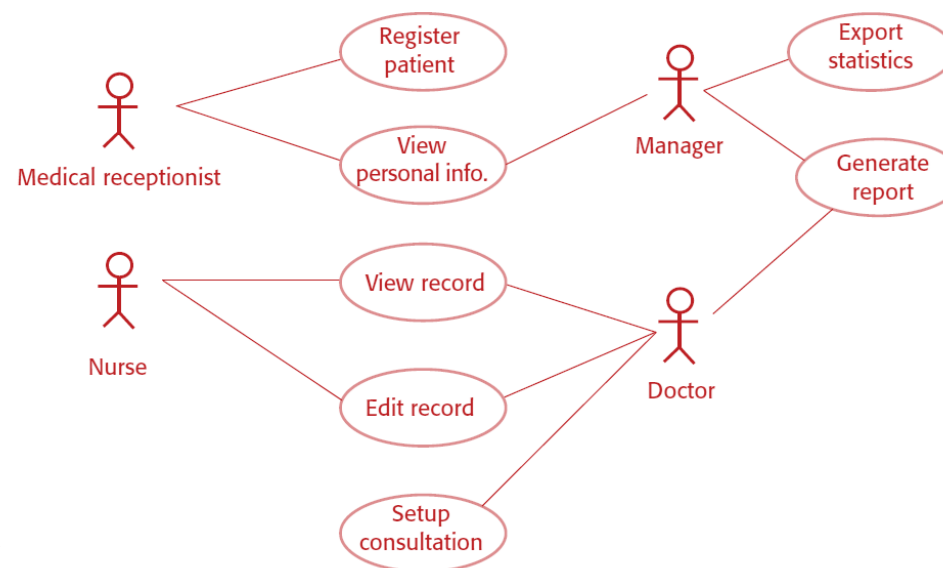 Register
patient
Export
statistics
Medical receptionist
View
personal info.
Manager
Generate
report
View record
Nurse
Edit record
Doctor
Setup
consultation